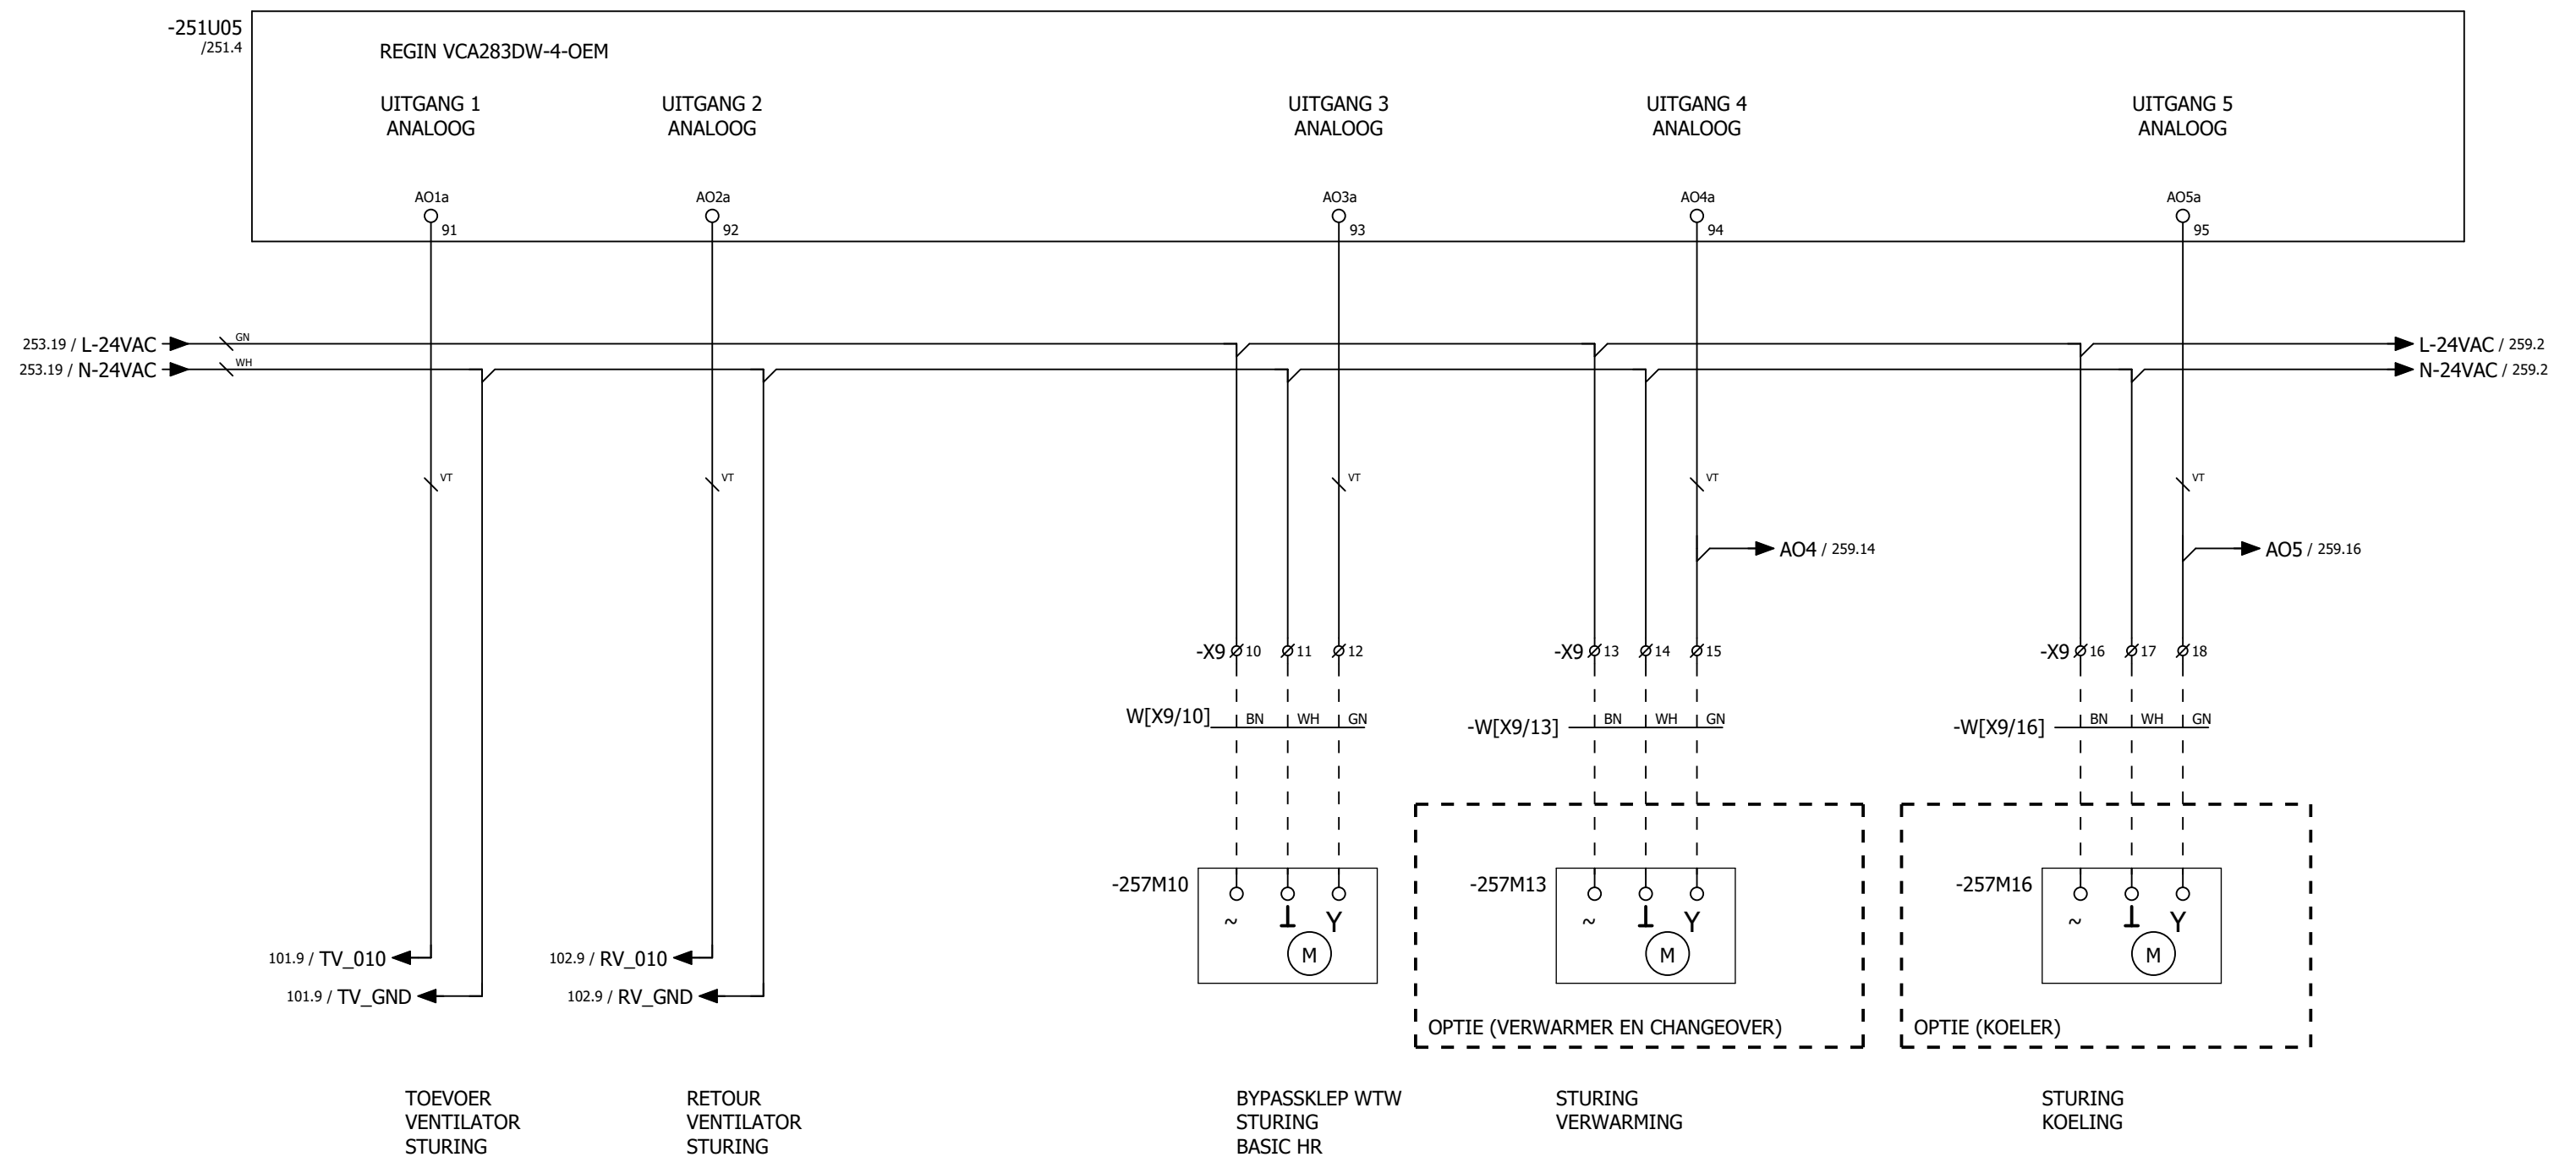 -251U05
/251.4
REGIN VCA283DW-4-OEM
UITGANG 1
ANALOOG
UITGANG 2
ANALOOG
UITGANG 3
ANALOOG
UITGANG 4
ANALOOG
UITGANG 5
ANALOOG
AO1a
91
AO2a
92
AO3a
93
AO4a
94
AO5a
95
253.19 / L-24VAC
GN
L-24VAC / 259.2
253.19 / N-24VAC
WH
N-24VAC / 259.2
VT
VT
VT
VT
VT
AO4 / 259.14
AO5 / 259.16
-X9 10 11 12
-X9 13 14 15
-X9 16 17 18
W[X9/10] BN WH GN
-W[X9/13] BN WH GN
-W[X9/16] BN WH GN
-257M10
~ ⊥ Y
M
-257M13
~ ⊥ Y
M
-257M16
~ ⊥ Y
M
101.9 / TV_010
101.9 / TV_GND
102.9 / RV_010
102.9 / RV_GND
OPTIE (VERWARMER EN CHANGEOVER)
OPTIE (KOELER)
TOEVOER
VENTILATOR
STURING
RETOUR
VENTILATOR
STURING
BYPASSKLEP WTW
STURING
BASIC HR
STURING
VERWARMING
STURING
KOELING